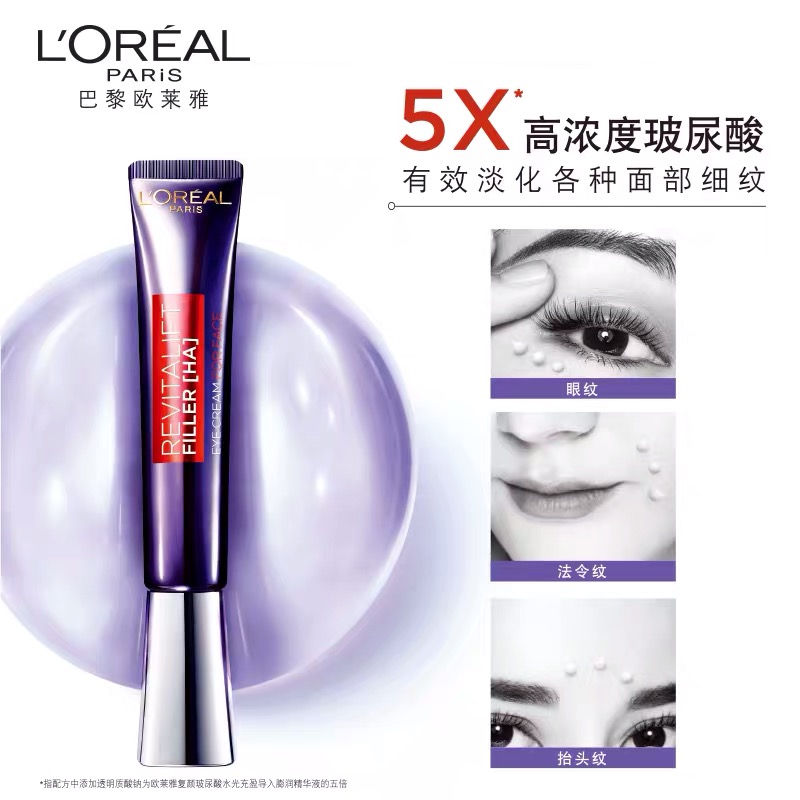 L'ORÉAL
PARiS
巴黎欧莱雅
5X*高浓度玻尿酸
有效淡化各种面部细纹
L'ORÉAL
PARIS
REVITALIFT
FILLER [HA]
EYE CREAM FOR FACE
眼纹
法令纹
抬头纹
*指配方中添加透明质酸钠为欧莱雅复颜玻尿酸水光充盈导入膨润精华液的五倍